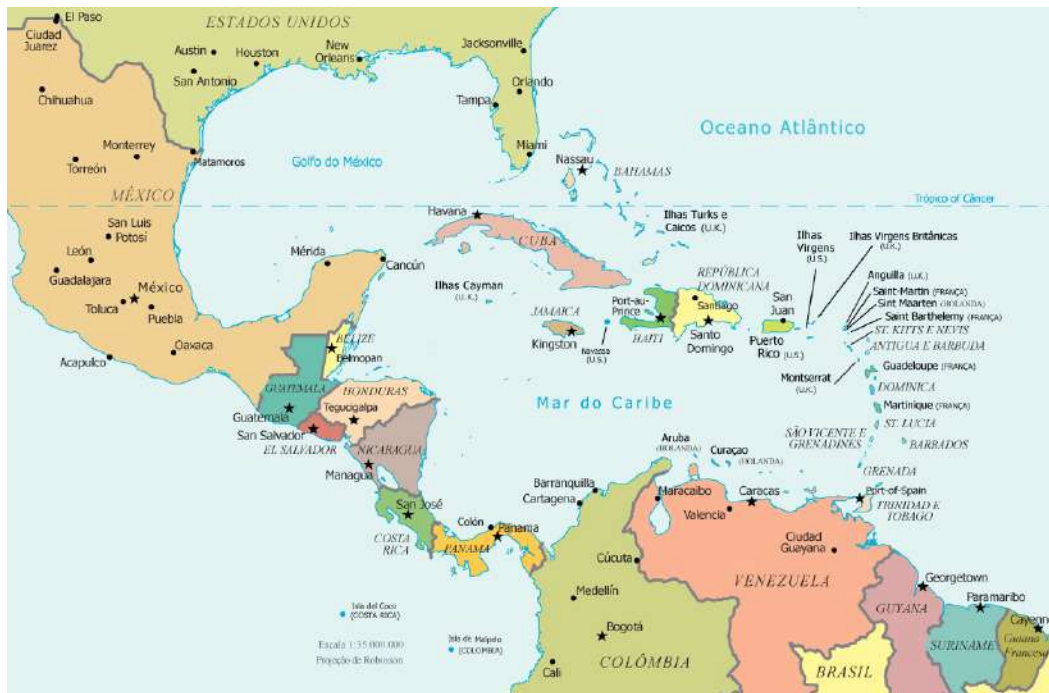 El Paso
Ciudad
Juarez
ESTADOS UNIDOS
Austin
Houston
New
Orleans
San Antonio
Jacksonville
Orlando
Tampa
Miami
Chihuahua
Monterrey
Torreón
Matamoros
MÉXICO
Golfo do México
Oceano Atlântico
Nassau
BAHAMAS
Trópico of Câncer
San Luis
Potosí
León
Guadalajara
México
Toluca
Puebla
Mérida
Cancún
Oaxaca
Acapulco
Havana
CUBA
Ilhas Turks e
Caicos (U.K.)
Ilhas Cayman
(U.K.)
JAMAICA
Kingston
Navassa
(U.S.)
Port-au-
Prince
HAITI
REPÚBLICA
DOMINICANA
Santiago
Santo
Domingo
San
Juan
Puerto
Rico (U.S.)
Ilhas
Virgens
(U.S.)
Ilhas Virgens Británicas
(U.K.)
Anguilla (U.K.)
Saint-Martin (FRANÇA)
Sint Maarten (HOLANDA)
Saint Barthelemy (FRANÇA)
ST. KITTS E NEVIS
ANTIGUA E BARBUDA
Montserrat
(U.K.)
Guadeloupe (FRANÇA)
DOMINICA
Martinique (FRANÇA)
ST. LUCIA
SÃO VICENTE E
GRENADINES
BARBADOS
GRENADA
Port-of-Spain
TRINIDAD E
TOBAGO
BELIZE
Belmopan
GUATEMALA
Guatemala
HONDURAS
Tegucigalpa
San Salvador
EL SALVADOR
NICARAGUA
Managua
San José
COSTA
RICA
Colón
Panama
PANAMA
Mar do Caribe
Aruba
(HOLANDA)
Curaçao
(HOLANDA)
Barranquilla
Cartagena
Maracaibo
Caracas
Valencia
Ciudad
Guayana
Cúcuta
VENEZUELA
Medellín
Bogotá
Cali
COLÔMBIA
Isla del Coco
(COSTA RICA)
Isla de Malpelo
(COLOMBIA)
Escala 1:35.000.000
Projeção de Robinson
Georgetown
GUYANA
Paramaribo
SURINAME
Cayenne
Guiana
Francesa
BRASIL